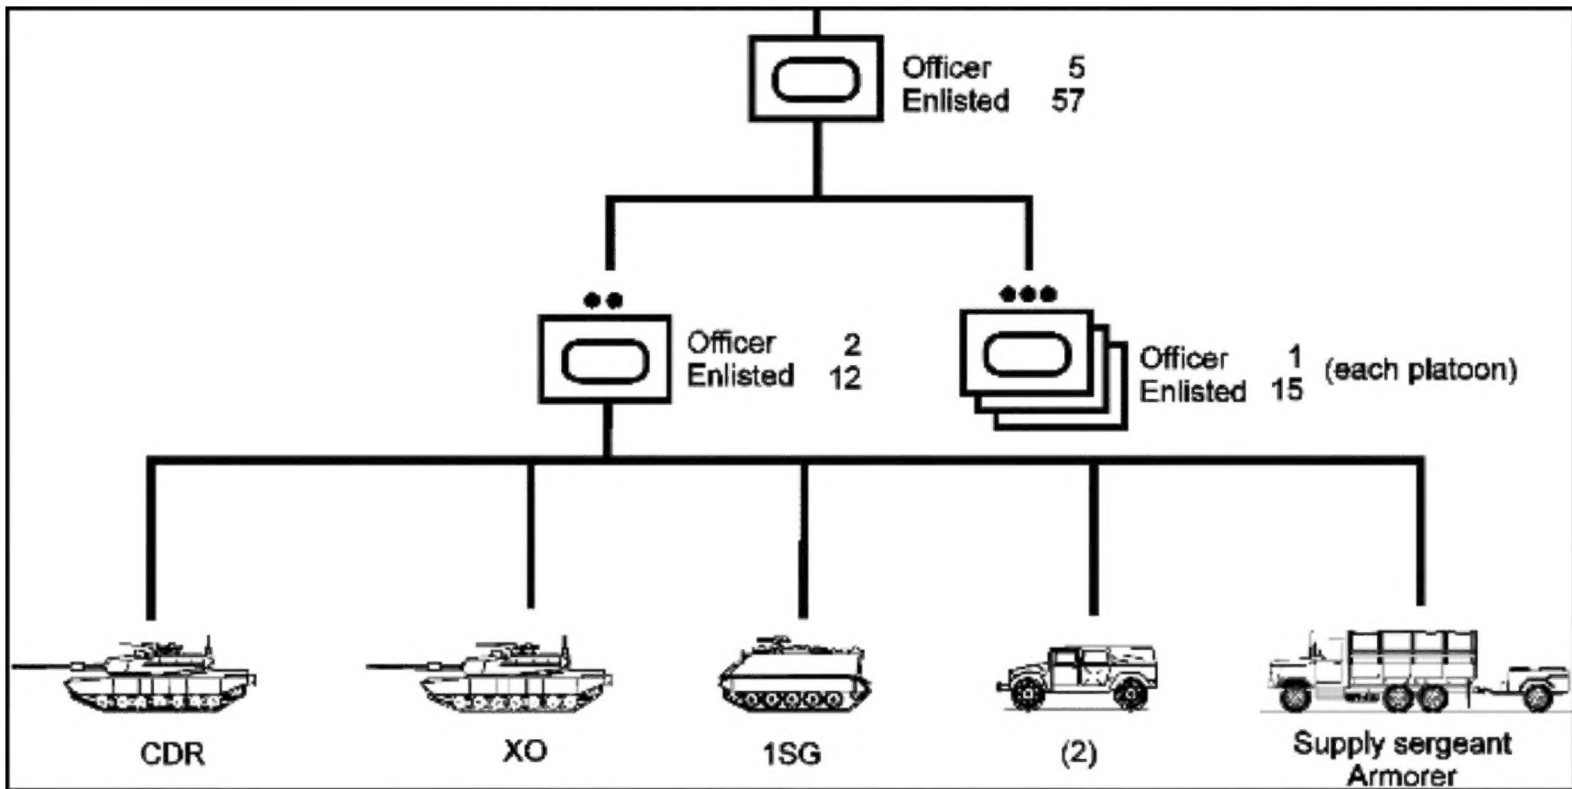 Officer 5
Enlisted 57
Officer 2
Enlisted 12
Officer 1
Enlisted 15
(each platoon)
CDR
XO
1SG
(2)
Supply sergeant
Armorer